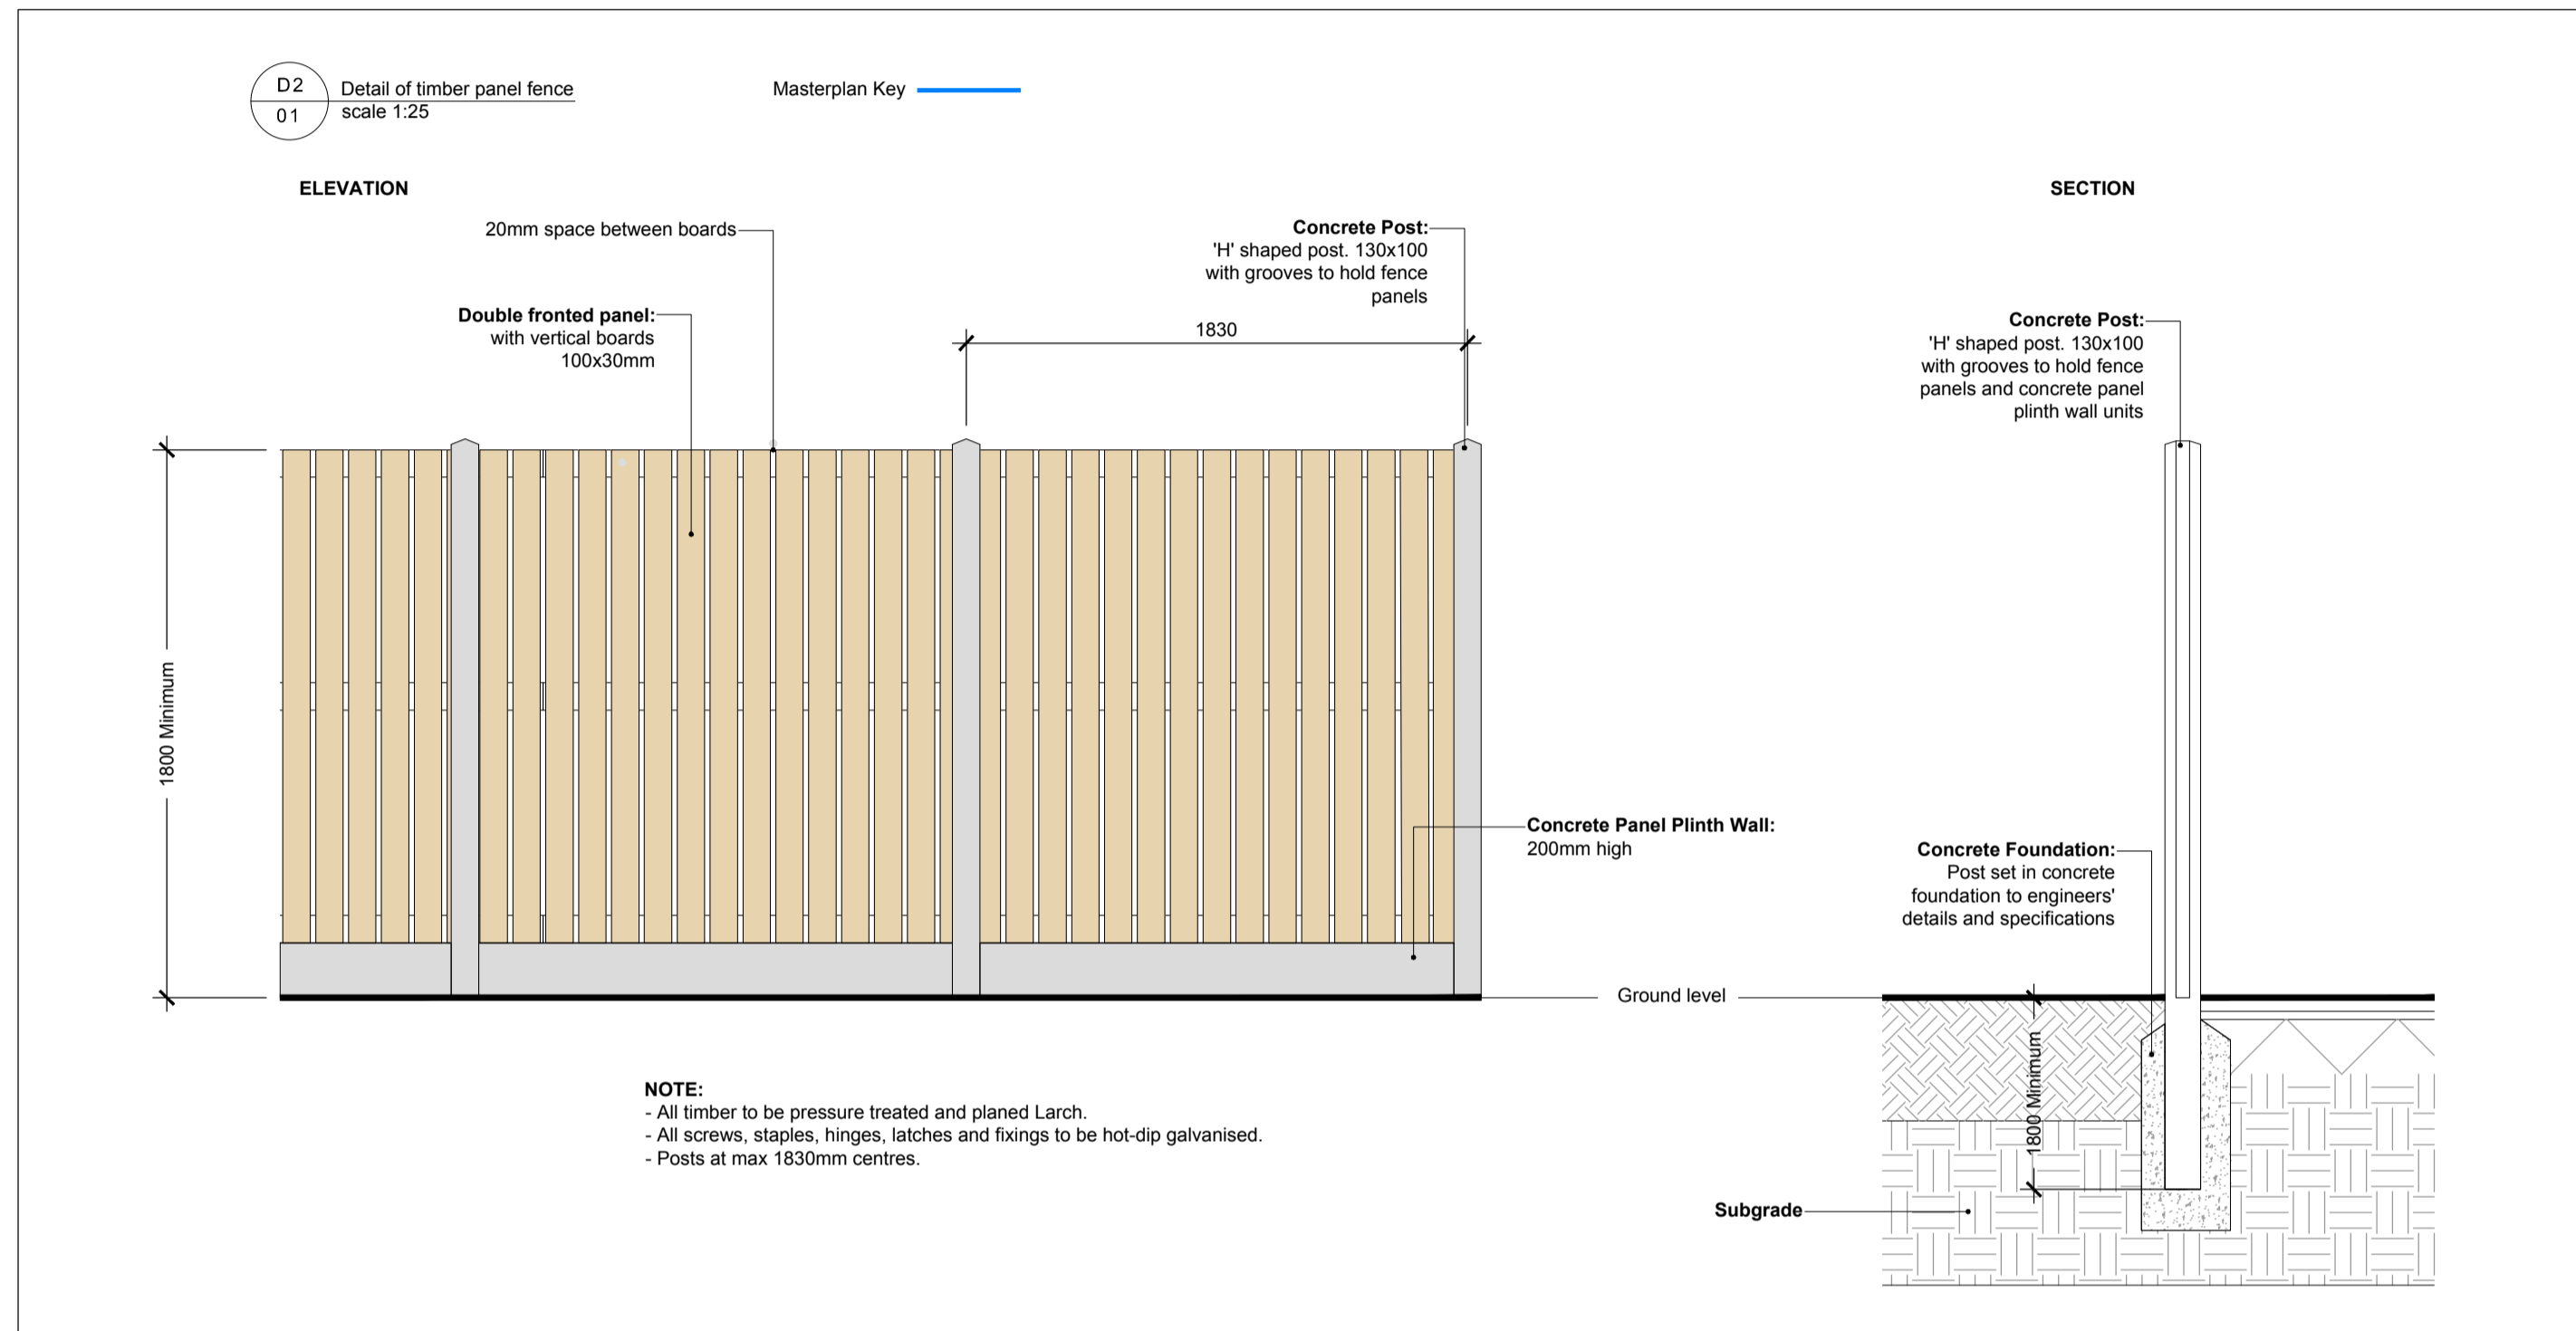 D2
01
Detail of timber panel fence
scale 1:25
Masterplan Key
ELEVATION
SECTION
20mm space between boards
Concrete Post:
'H' shaped post. 130x100
with grooves to hold fence
panels
Double fronted panel:
with vertical boards
100x30mm
1830
Concrete Post:
'H' shaped post. 130x100
with grooves to hold fence
panels and concrete panel
plinth wall units
1800 Minimum
Concrete Panel Plinth Wall:
200mm high
Concrete Foundation:
Post set in concrete
foundation to engineers'
details and specifications
Ground level
1800 Minimum
NOTE:
- All timber to be pressure treated and planed Larch.
- All screws, staples, hinges, latches and fixings to be hot-dip galvanised.
- Posts at max 1830mm centres.
Subgrade